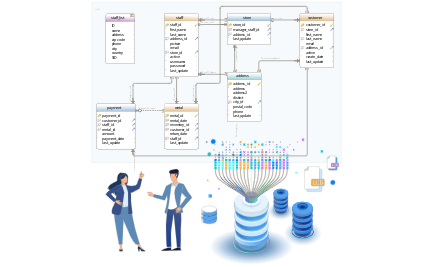 staff_list
ID
name
address
zip code
phone
city
country
SID
staff
staff_id
first_name
last_name
address_id
picture
email
store_id
active
username
password
last_update
store
store_id
manager_staff_id
address_id
last_update
customer
customer_id
store_id
first_name
last_name
email
address_id
active
create_date
last_update
address
address_id
address
address2
district
city_id
postal_code
phone
last_update
payment
payment_id
customer_id
staff_id
rental_id
amount
payment_date
last_update
rental
rental_id
rental_date
inventory_id
customer_id
return_date
staff_id
last_update